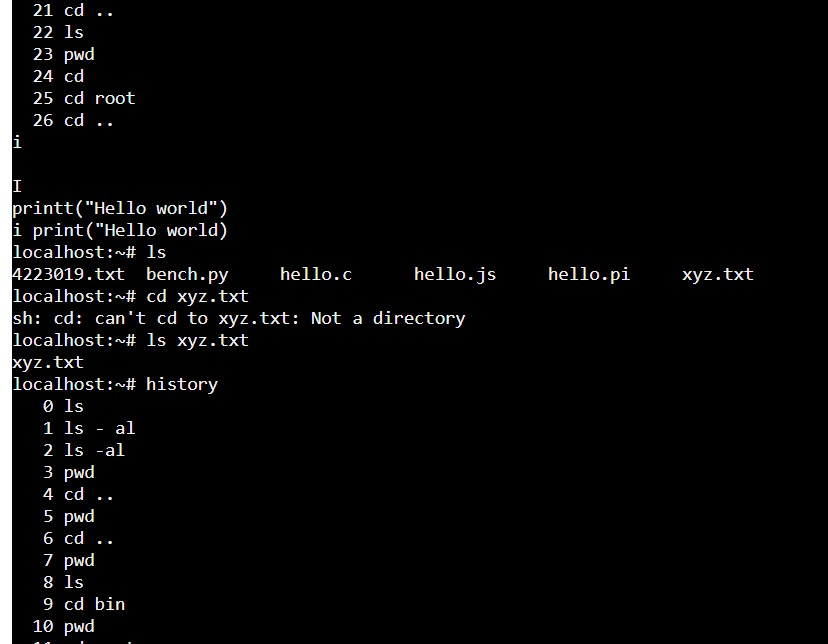 21 cd ..
22 ls
23 pwd
24 cd
25 cd root
26 cd ..
i
I
printt("Hello world")
i print("Hello world)
localhost:~# ls
4223019.txt bench.py hello.c hello.js hello.pi xyz.txt
localhost:~# cd xyz.txt
sh: cd: can't cd to xyz.txt: Not a directory
localhost:~# ls xyz.txt
xyz.txt
localhost:~# history
0 ls
1 ls - al
2 ls -al
3 pwd
4 cd ..
5 pwd
6 cd ..
7 pwd
8 ls
9 cd bin
10 pwd